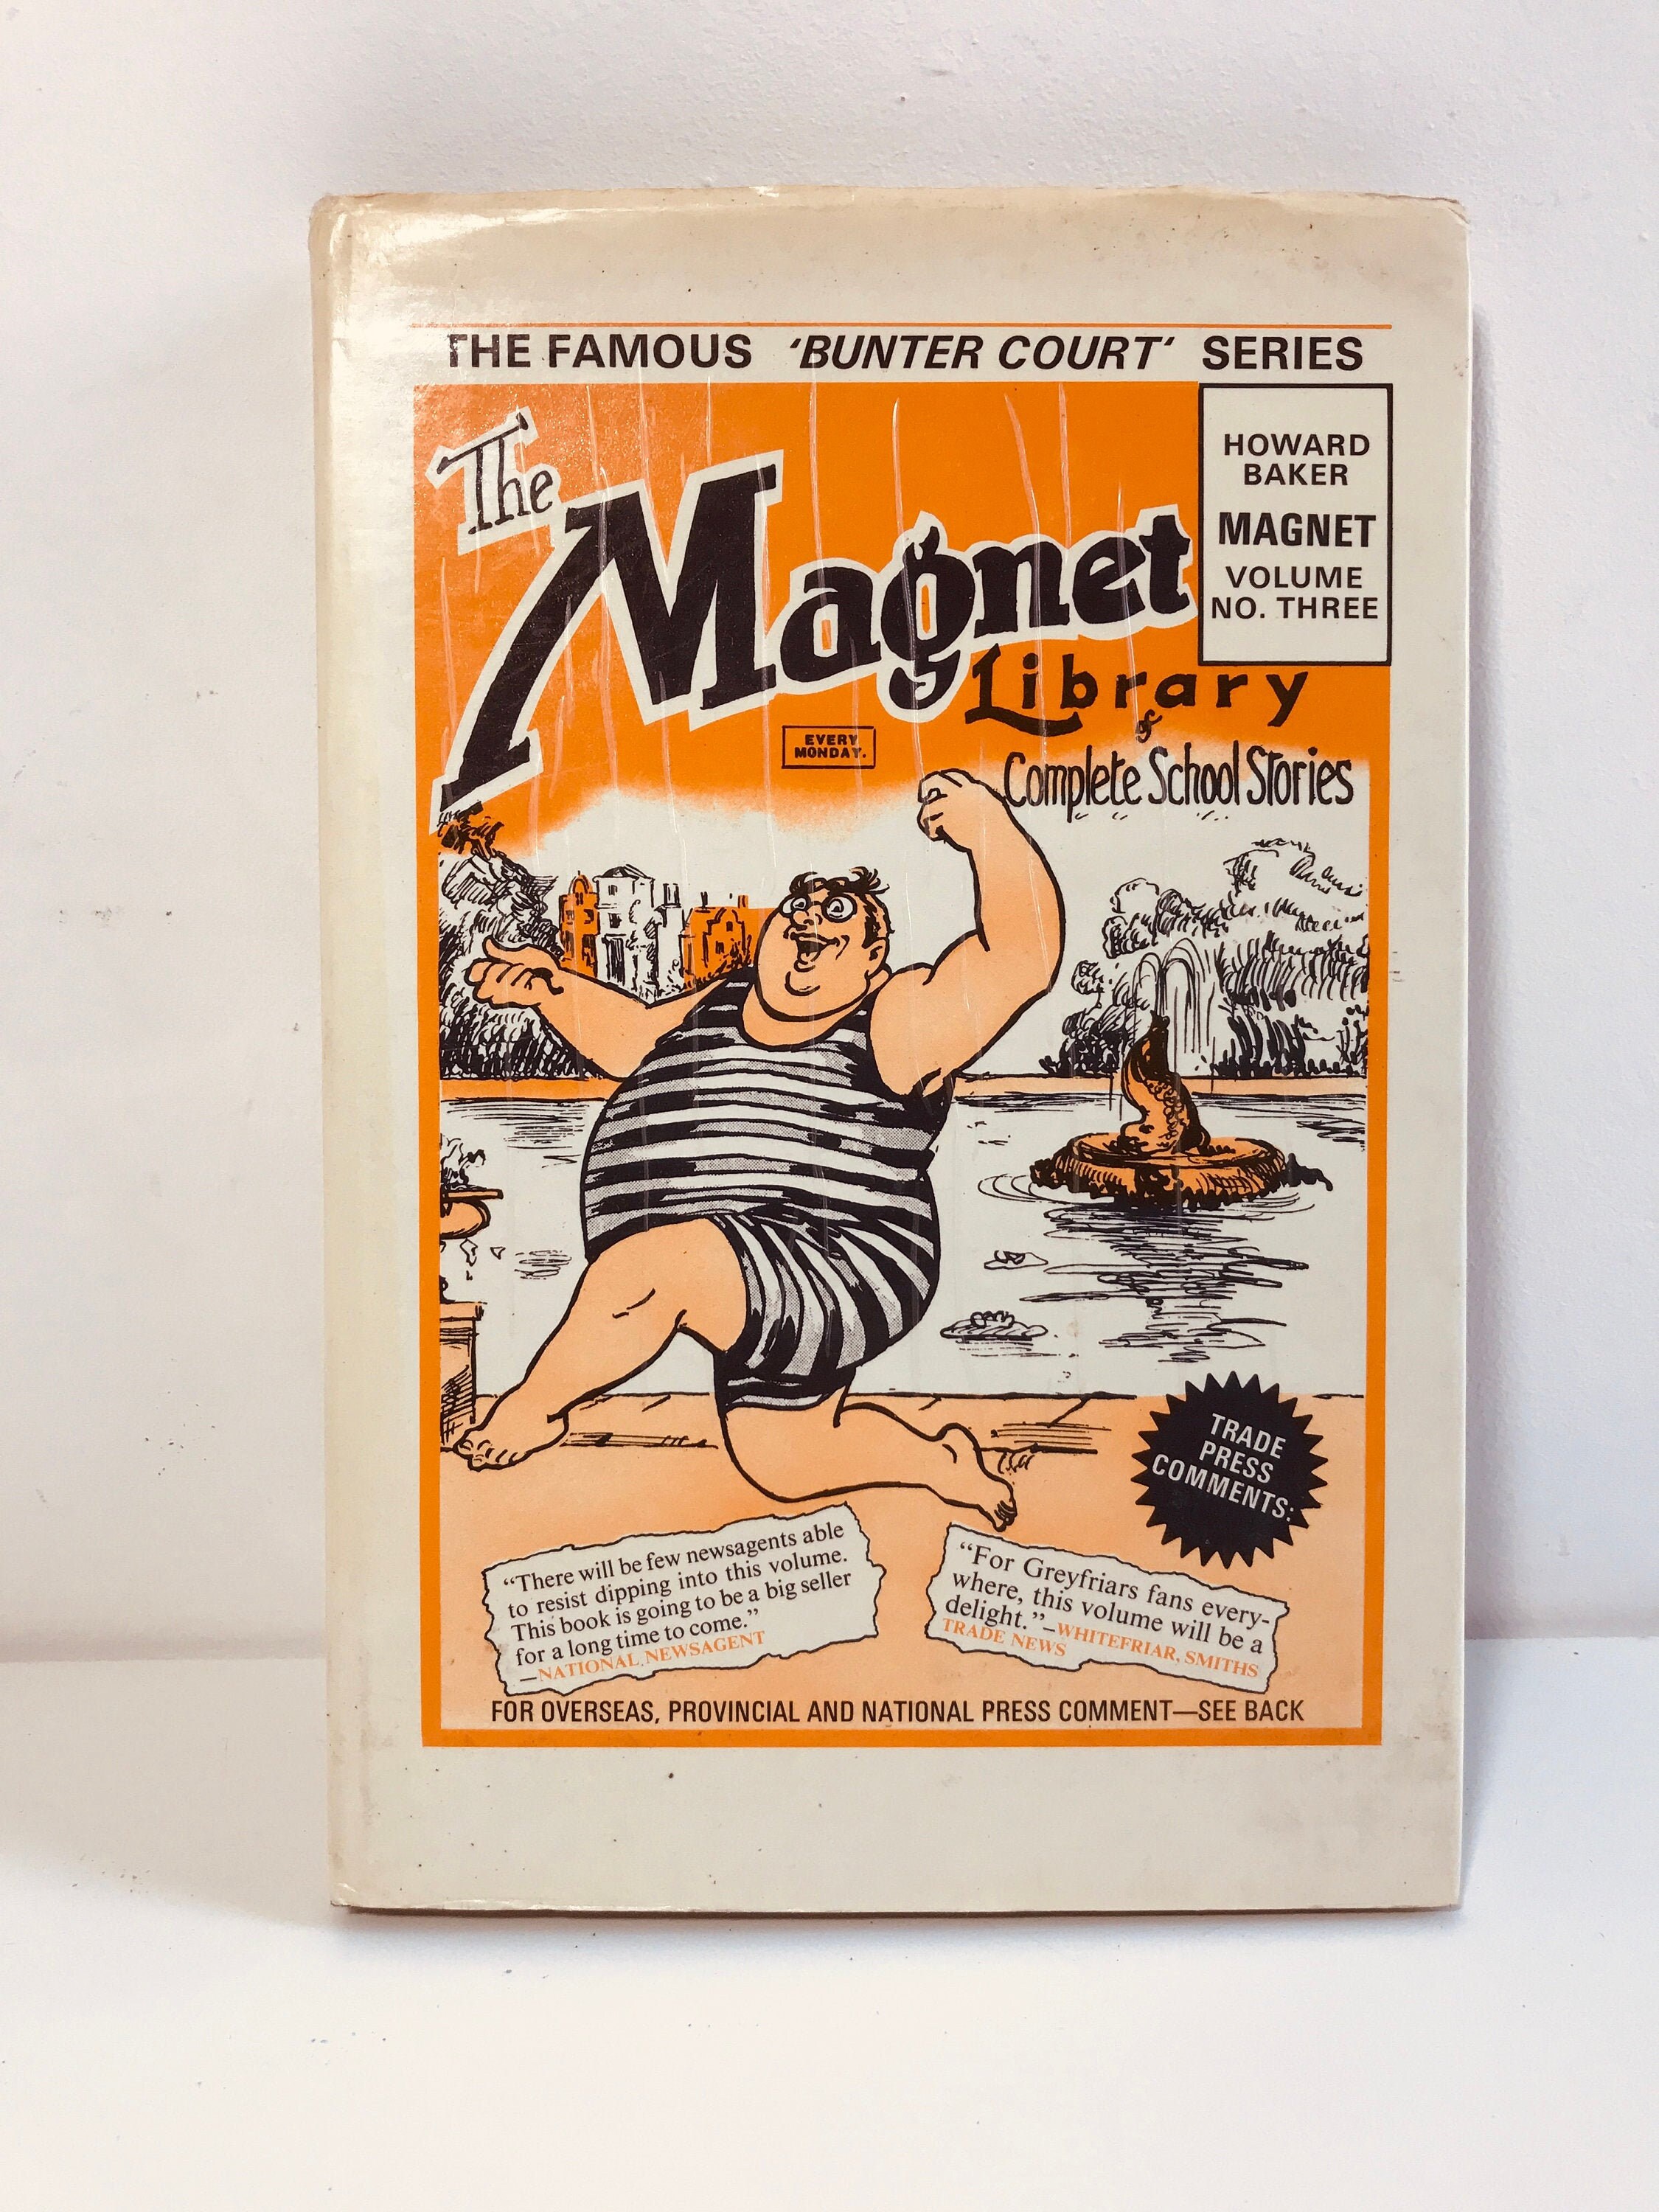 THE FAMOUS 'BUNTER COURT' SERIES
The Magnet
Library
&
Complete School Stories
HOWARD
BAKER
MAGNET
VOLUME
NO. THREE
EVERY
MONDAY.
TRADE
PRESS
COMMENTS:
“There will be few newsagents able
to resist dipping into this volume.
This book is going to be a big seller
for a long time to come.”
—NATIONAL NEWSAGENT
“For Greyfriars fans every-
where, this volume will be a
delight.”—WHITEFRIAR, SMITHS
TRADE NEWS
FOR OVERSEAS, PROVINCIAL AND NATIONAL PRESS COMMENT—SEE BACK